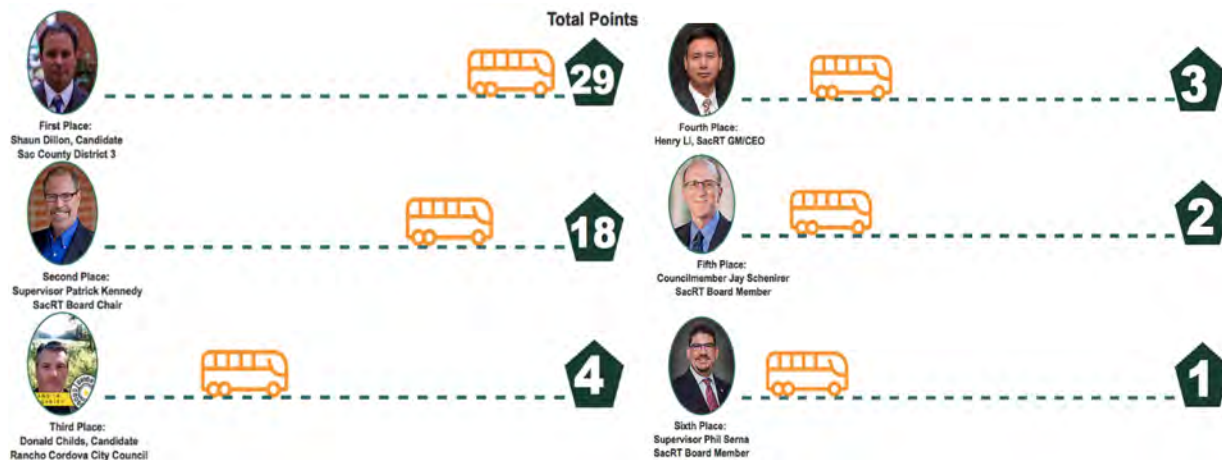 Total Points
29
First Place:
Shaun Dillon, Candidate
Sac County District 3
18
Second Place:
Supervisor Patrick Kennedy
SacRT Board Chair
4
Third Place:
Donald Childs, Candidate
Rancho Cordova City Council
3
Fourth Place:
Henry Li, SacRT GM/CEO
2
Fifth Place:
Councilmember Jay Schenirer
SacRT Board Member
1
Sixth Place:
Supervisor Phil Serna
SacRT Board Member